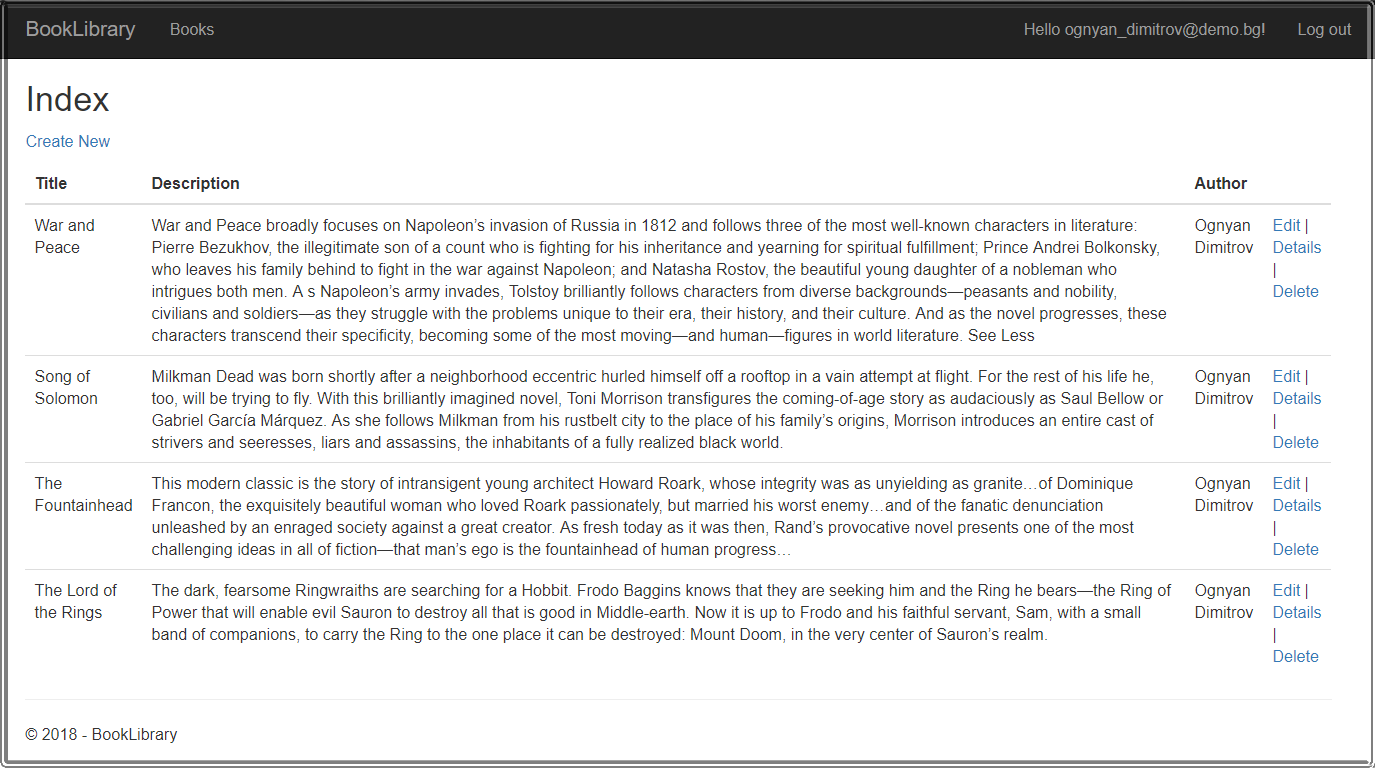 BookLibrary Books Hello ognyan_dimitrov@demo.bg! Log out
Index
Create New
Title Description Author
War and Peace
War and Peace broadly focuses on Napoleon’s invasion of Russia in 1812 and follows three of the most well-known characters in literature:
Pierre Bezukhov, the illegitimate son of a count who is fighting for his inheritance and yearning for spiritual fulfillment; Prince Andrei Bolkonsky,
who leaves his family behind to fight in the war against Napoleon; and Natasha Rostov, the beautiful young daughter of a nobleman who
intrigues both men. A s Napoleon’s army invades, Tolstoy brilliantly follows characters from diverse backgrounds—peasants and nobility,
civilians and soldiers—as they struggle with the problems unique to their era, their history, and their culture. And as the novel progresses, these
characters transcend their specificity, becoming some of the most moving—and human—figures in world literature. See Less
Ognyan Dimitrov
Edit |
Details
|
Delete
Song of Solomon
Milkman Dead was born shortly after a neighborhood eccentric hurled himself off a rooftop in a vain attempt at flight. For the rest of his life he,
too, will be trying to fly. With this brilliantly imagined novel, Toni Morrison transfigures the coming-of-age story as audaciously as Saul Bellow or
Gabriel García Márquez. As she follows Milkman from his rustbelt city to the place of his family’s origins, Morrison introduces an entire cast of
strivers and seeresses, liars and assassins, the inhabitants of a fully realized black world.
Ognyan Dimitrov
Edit |
Details
|
Delete
The Fountainhead
This modern classic is the story of intransigent young architect Howard Roark, whose integrity was as unyielding as granite…of Dominique
Francon, the exquisitely beautiful woman who loved Roark passionately, but married his worst enemy…and of the fanatic denunciation
unleashed by an enraged society against a great creator. As fresh today as it was then, Rand’s provocative novel presents one of the most
challenging ideas in all of fiction—that man’s ego is the fountainhead of human progress…
Ognyan Dimitrov
Edit |
Details
|
Delete
The Lord of the Rings
The dark, fearsome Ringwraiths are searching for a Hobbit. Frodo Baggins knows that they are seeking him and the Ring he bears—the Ring of
Power that will enable evil Sauron to destroy all that is good in Middle-earth. Now it is up to Frodo and his faithful servant, Sam, with a small
band of companions, to carry the Ring to the one place it can be destroyed: Mount Doom, in the very center of Sauron’s realm.
Ognyan Dimitrov
Edit |
Details
|
Delete
© 2018 - BookLibrary